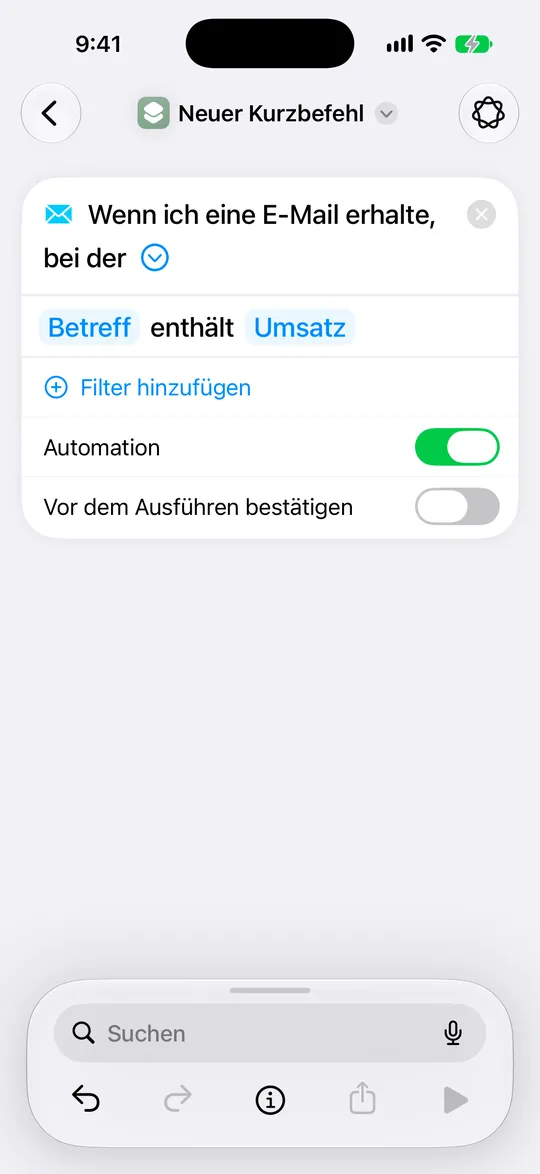 9:41
Neuer Kurzbefehl
Wenn ich eine E-Mail erhalte,
bei der
Betreff enthält Umsatz
Filter hinzufügen
Automation
Vor dem Ausführen bestätigen
Suchen